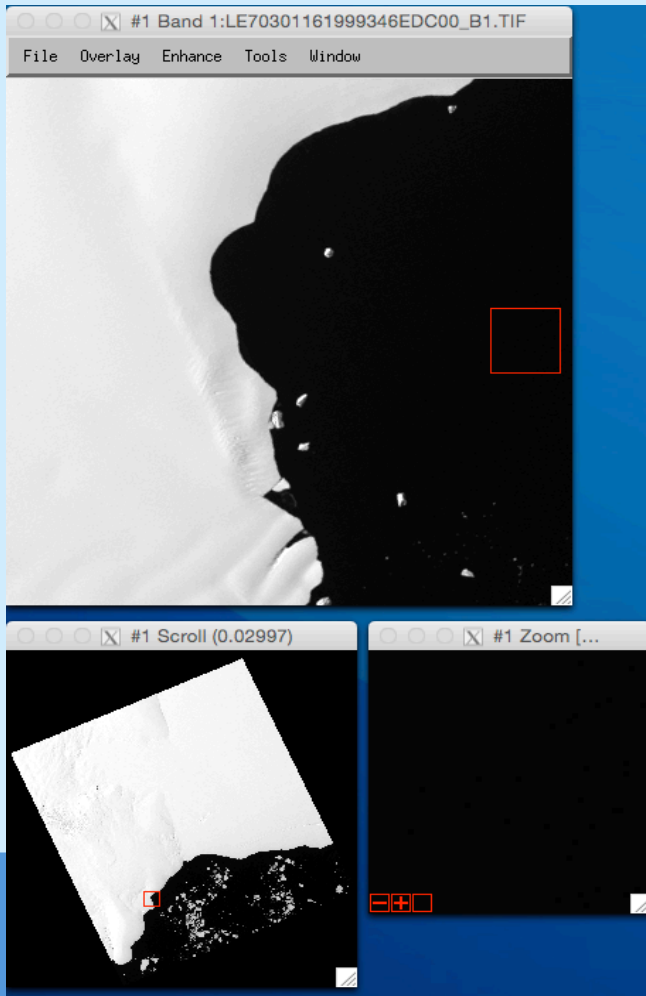 #1 Band 1:LE70301161999346EDC00_B1.TIF
File Overlay Enhance Tools Window
#1 Scroll (0.02997)
#1 Zoom [...